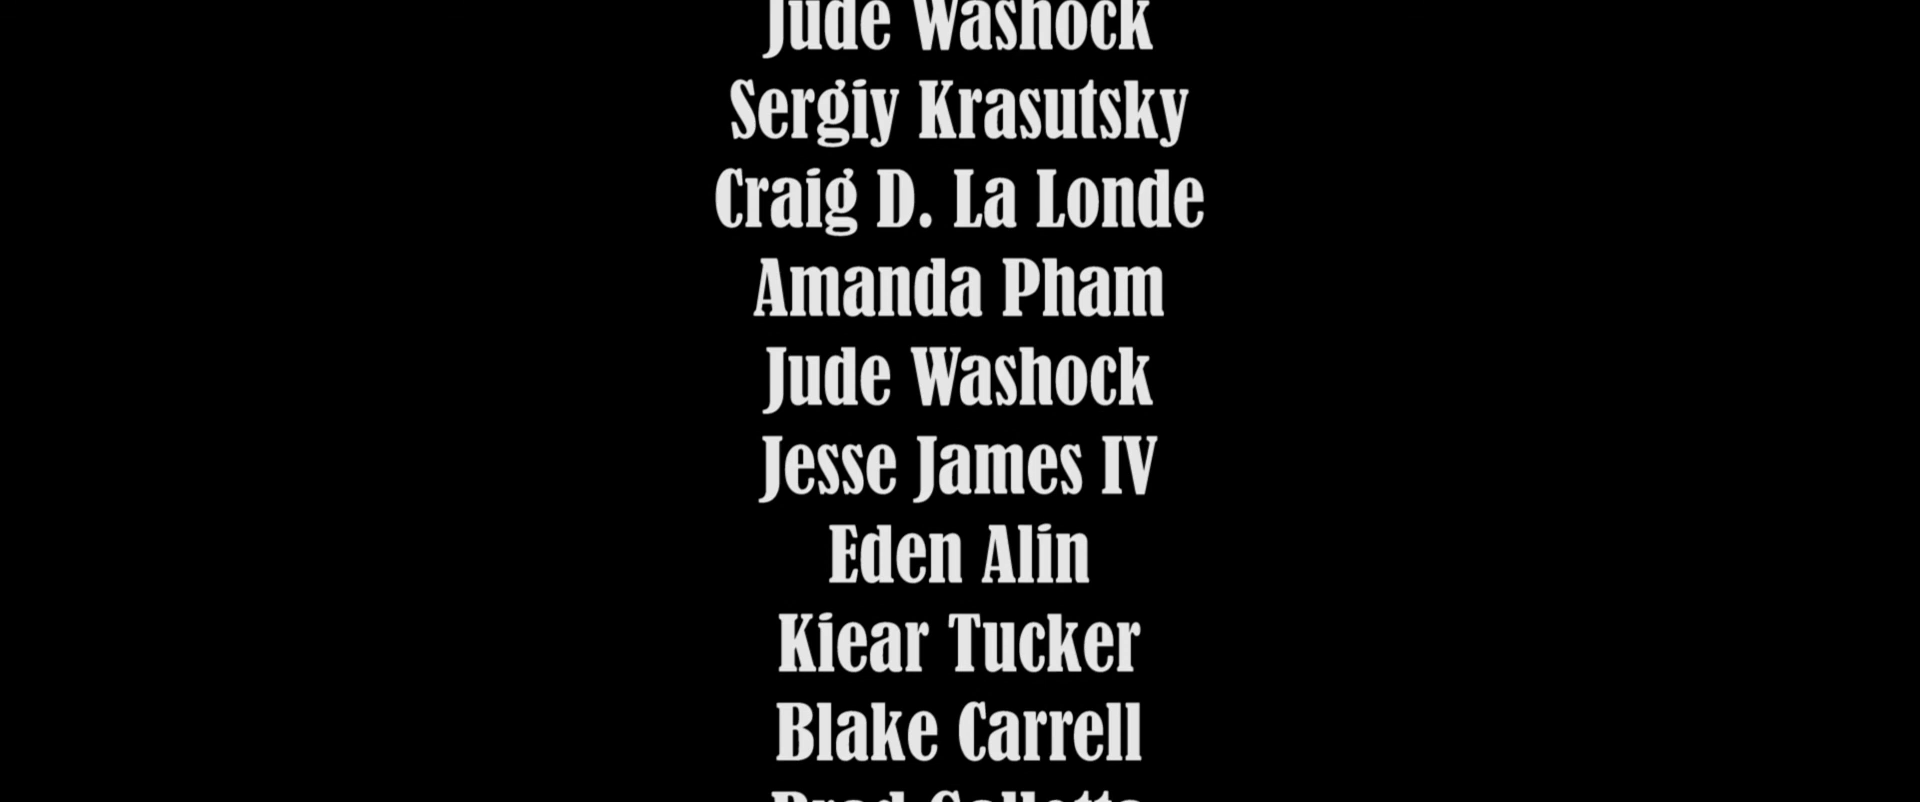 Jude Washock
Sergiy Krasutsky
Craig D. La Londe
Amanda Pham
Jude Washock
Jesse James IV
Eden Alin
Kiear Tucker
Blake Carrell